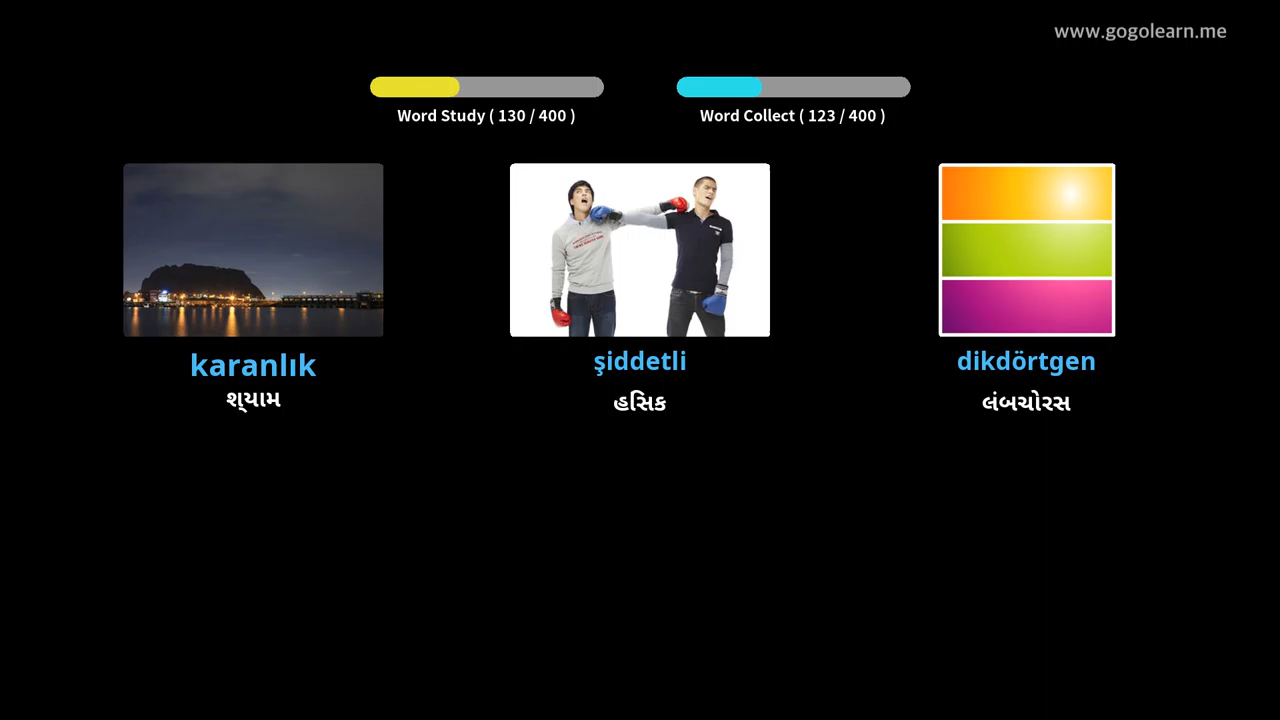 www.gogolearn.me
Word Study ( 130 / 400 )
Word Collect ( 123 / 400 )
karanlık
શ્યામ
şiddetli
હસિક
dikdörtgen
લંબચોરસ